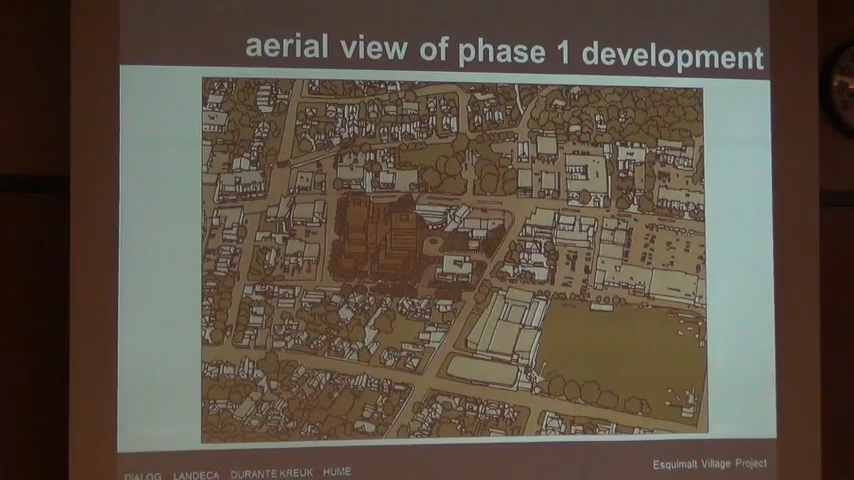 aerial view of phase 1 development
DIALOG LANDECA DURANTE KREUK HUME
Esquimalt Village Project